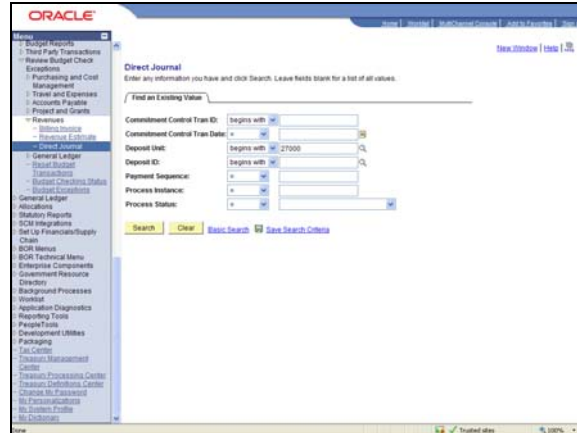 ORACLE
Home | Worklist | MultiChannel Console | Add to Favorites | Sign
Menu
Budget Reports
Third Party Transactions
Review Budget Check
Exceptions
Purchasing and Cost
Management
Travel and Expenses
Accounts Payable
Project and Grants
Revenues
Billing Invoice
Revenue Estimate
Direct Journal
General Ledger
Reset Budget
Transactions
Budget Checking Status
Budget Exceptions
General Ledger
Allocations
Statutory Reports
SCM Integrations
Set Up Financials/Supply
Chain
BOR Menus
BOR Technical Menu
Enterprise Components
Government Resource
Directory
Background Processes
Worklist
Application Diagnostics
Reporting Tools
PeopleTools
Development Utilities
Packaging
Tax Center
Treasury Management
Center
Treasury Processing Center
Treasury Definitions Center
Change My Password
My Personalizations
My System Profile
My Dictionary
New Window | Help |
Direct Journal
Enter any information you have and click Search. Leave fields blank for a list of all values.
Find an Existing Value
Commitment Control Tran ID: begins with
Commitment Control Tran Date: =
Deposit Unit: begins with 27000
Deposit ID: begins with
Payment Sequence: =
Process Instance: =
Process Status: =
Search Clear Basic Search Save Search Criteria
Done Trusted sites 100%